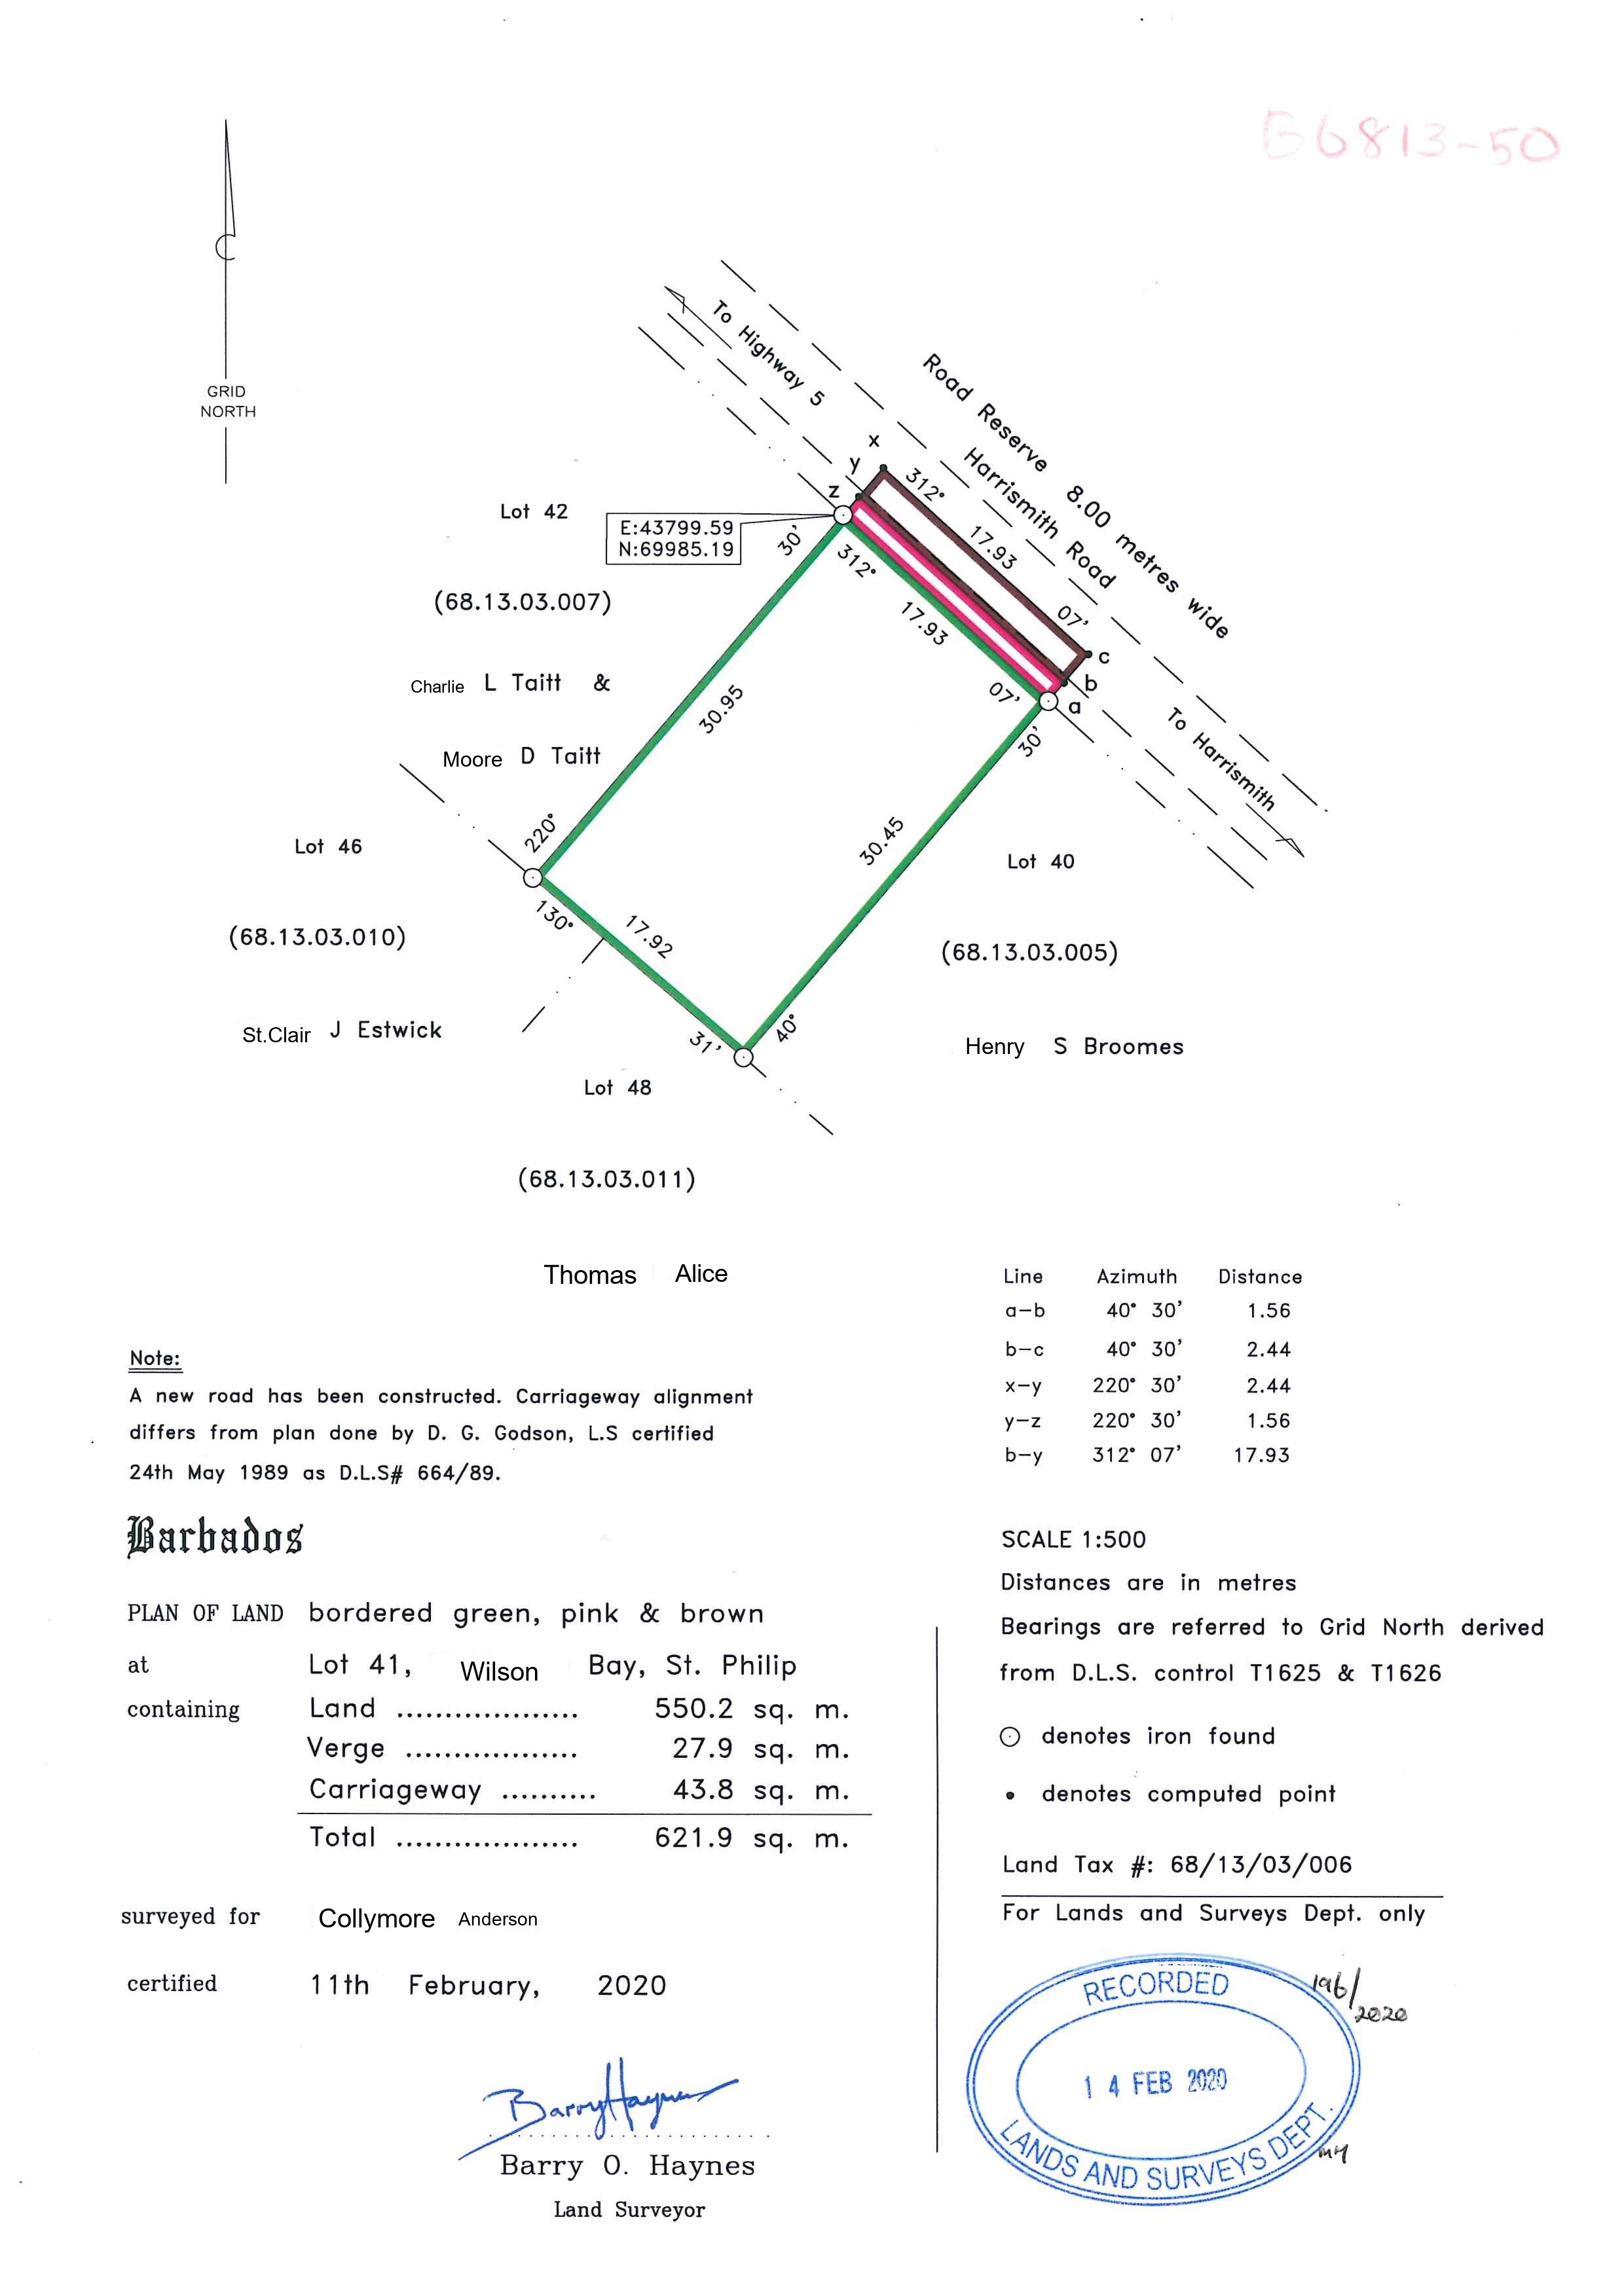 B6813-50
GRID
NORTH
To Highway 5
Road Reserve 8.00 metres wide
Harrismith Road
To Harrismith
x
y
z
312°
17.93
07'
c
b
a
Lot 42
E:43799.59
N:69985.19
30'
312°
17.93
07'
30'
(68.13.03.007)
Charlie L Taitt &
Moore D Taitt
30.95
220°
30.45
Lot 46
Lot 40
130°
17.92
(68.13.03.010)
(68.13.03.005)
St.Clair J Estwick
31'
40°
Henry S Broomes
Lot 48
(68.13.03.011)
Thomas Alice
Line Azimuth Distance
a-b 40° 30' 1.56
b-c 40° 30' 2.44
x-y 220° 30' 2.44
y-z 220° 30' 1.56
b-y 312° 07' 17.93
Note:
A new road has been constructed. Carriageway alignment
differs from plan done by D. G. Godson, L.S certified
24th May 1989 as D.L.S# 664/89.
Barbados
PLAN OF LAND bordered green, pink & brown
at Lot 41, Wilson Bay, St. Philip
containing Land ................... 550.2 sq. m.
Verge .................. 27.9 sq. m.
Carriageway .......... 43.8 sq. m.
Total ................... 621.9 sq. m.
surveyed for Collymore Anderson
certified 11th February, 2020
Barry Haynes
Barry O. Haynes
Land Surveyor
SCALE 1:500
Distances are in metres
Bearings are referred to Grid North derived
from D.L.S. control T1625 & T1626
denotes iron found
denotes computed point
Land Tax #: 68/13/03/006
For Lands and Surveys Dept. only
RECORDED
196/2020
14 FEB 2020
LANDS AND SURVEYS DEPT.